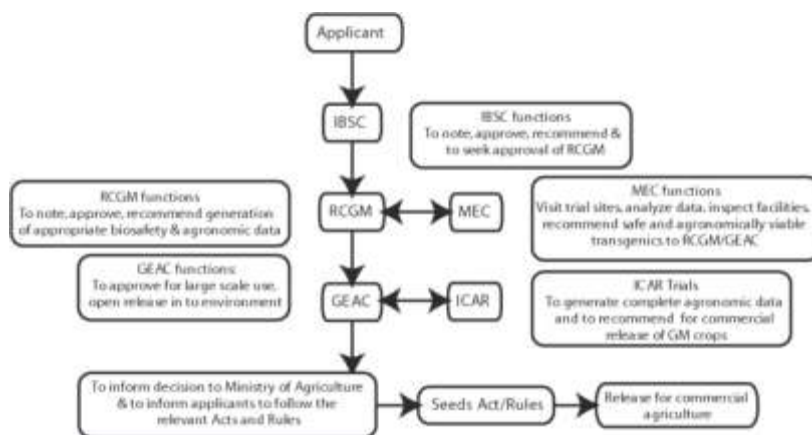 Applicant
IBSC
IBSC functions
To note, approve, recommend &
to seek approval of RCGM
RCGM functions
To note, approve, recommend generation
of appropriate biosafety & agronomic data
RCGM
MEC
MEC functions
Visit trial sites, analyze data, inspect facilities,
recommend safe and agronomically viable
transgenics to RCGM/GEAC
GEAC functions:
To approve for large scale use,
open release in to environment
GEAC
ICAR
ICAR Trials
To generate complete agronomic data
and to recommend for commercial
release of GM crops
To inform decision to Ministry of Agriculture
& to inform applicants to follow the
relevant Acts and Rules
Seeds Act/Rules
Release for commercial
agriculture